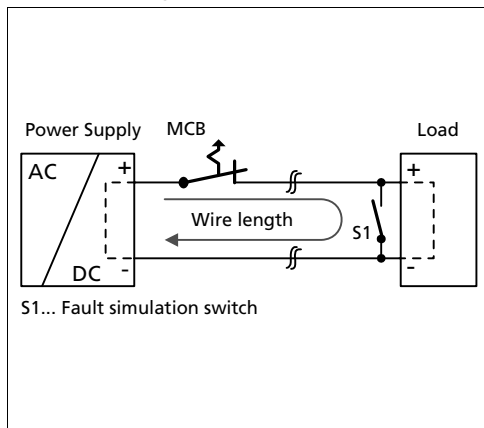 Power Supply
MCB
Load
AC
+
+
Wire length
S1
DC
-
-
S1... Fault simulation switch